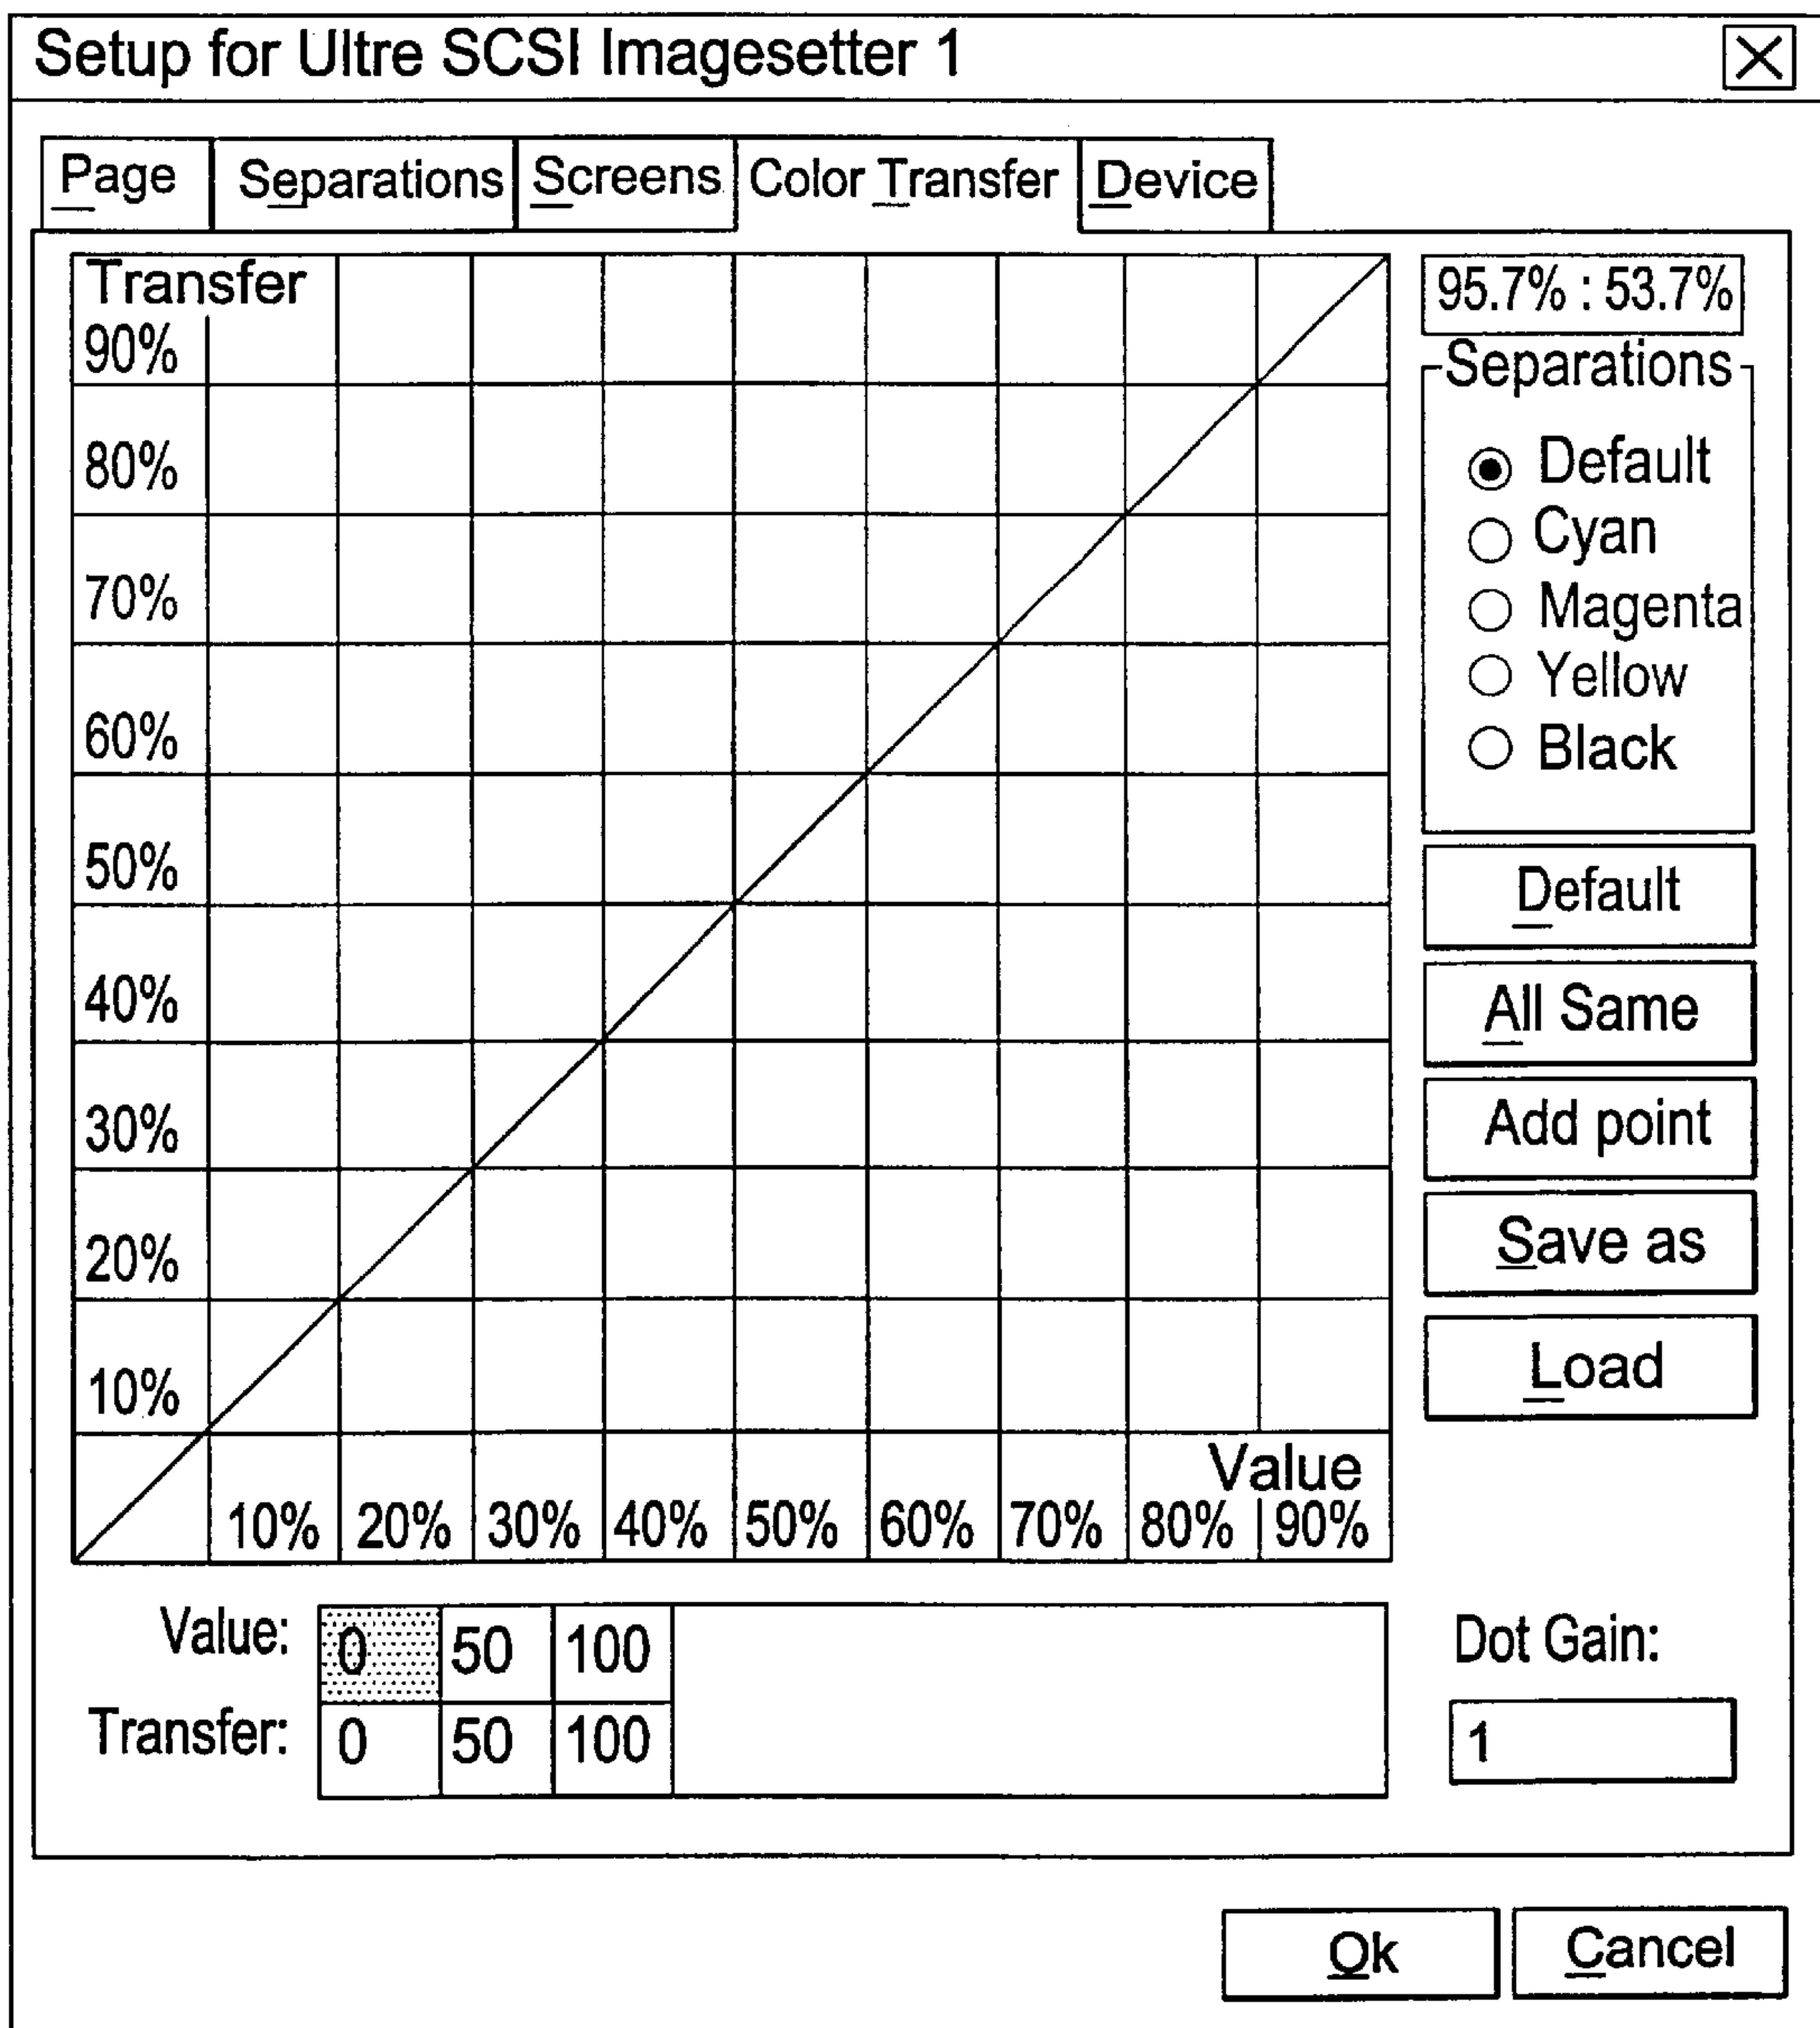 Setup for Ultre SCSI Imagesetter 1
Page Separations Screens Color Transfer Device
Transfer
90%
80%
70%
60%
50%
40%
30%
20%
10%
Value
10% 20% 30% 40% 50% 60% 70% 80% 90%
95.7% : 53.7%
Separations
Default
Cyan
Magenta
Yellow
Black
Default
All Same
Add point
Save as
Load
Value: 0 50 100
Transfer: 0 50 100
Dot Gain:
1
Ok Cancel